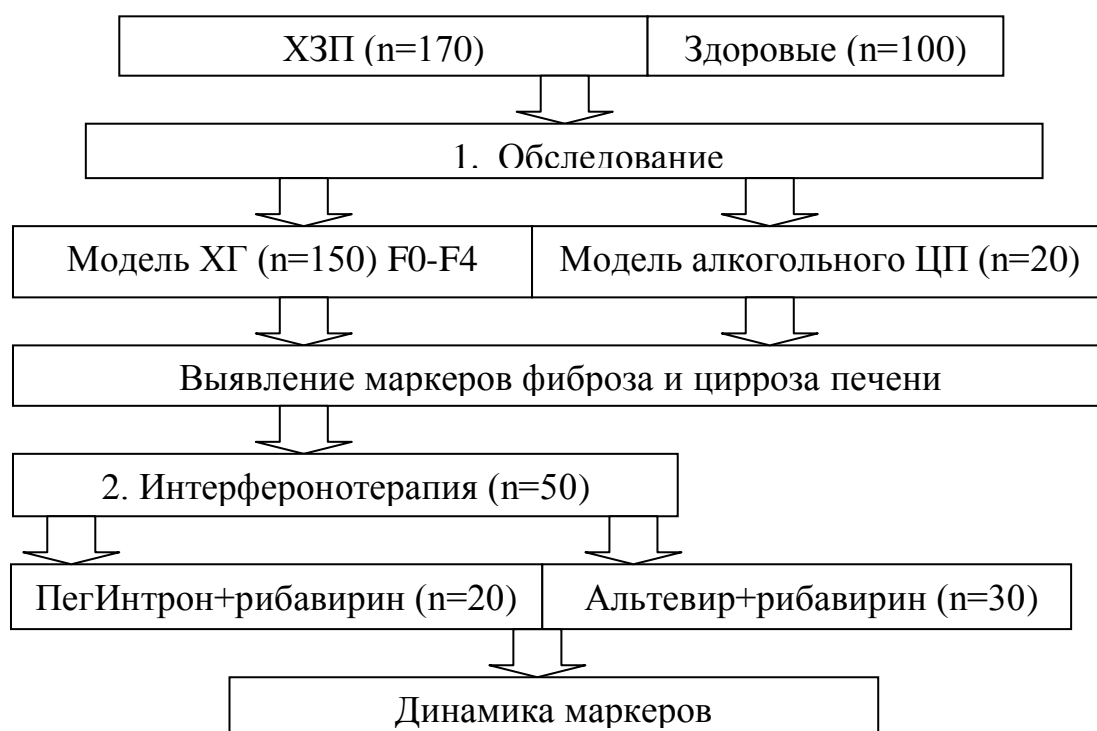 ХЗП (n=170) Здоровые (n=100)
1. Обследование
Модель ХГ (n=150) F0-F4 Модель алкогольного ЦП (n=20)
Выявление маркеров фиброза и цирроза печени
2. Интерферонотерапия (n=50)
ПегИнтрон+рибавирин (n=20) Альтевир+рибавирин (n=30)
Динамика маркеров